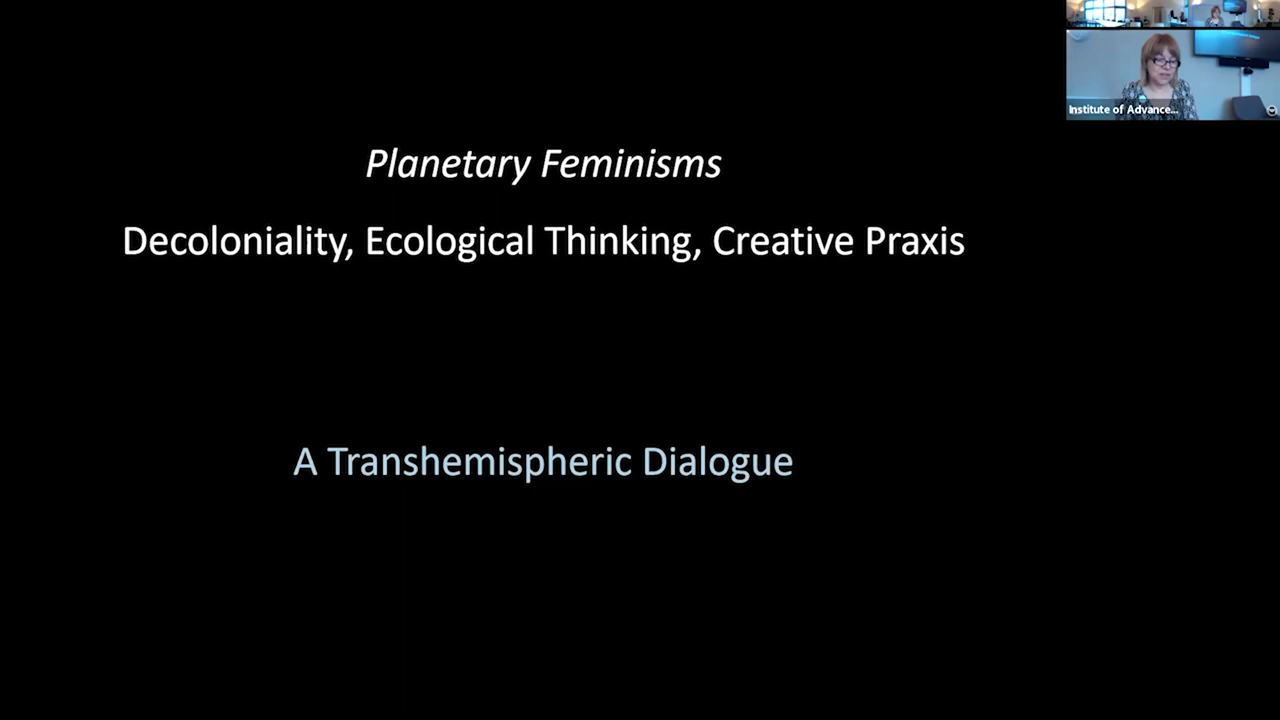 Institute of Advance...
Planetary Feminisms
Decoloniality, Ecological Thinking, Creative Praxis
A Transhemispheric Dialogue